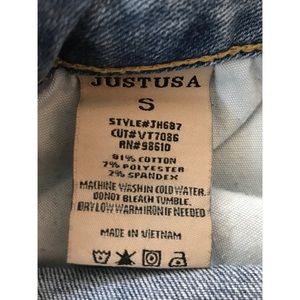 JUSTUSA
S
STYLE#JH687
CUT#VT7086
RN#98610
91% COTTON
7% POLYESTER
2% SPANDEX
MACHINE WASH IN COLD WATER.
DO NOT BLEACH TUMBLE.
DRY LOW WARM IRON IF NEEDED
MADE IN VIETNAM